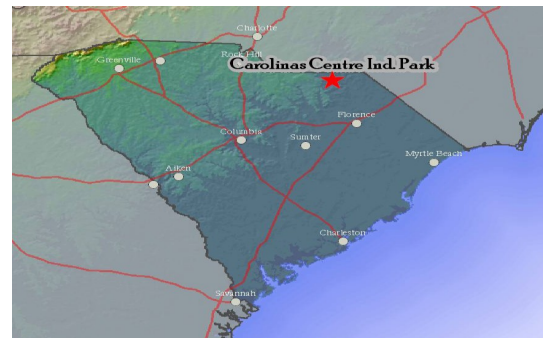 Charlotte
Rock Hill
Carolinas Centre Ind. Park
Greenville
Florence
Columbia
Sumter
Myrtle Beach
Aiken
Charleston
Savannah